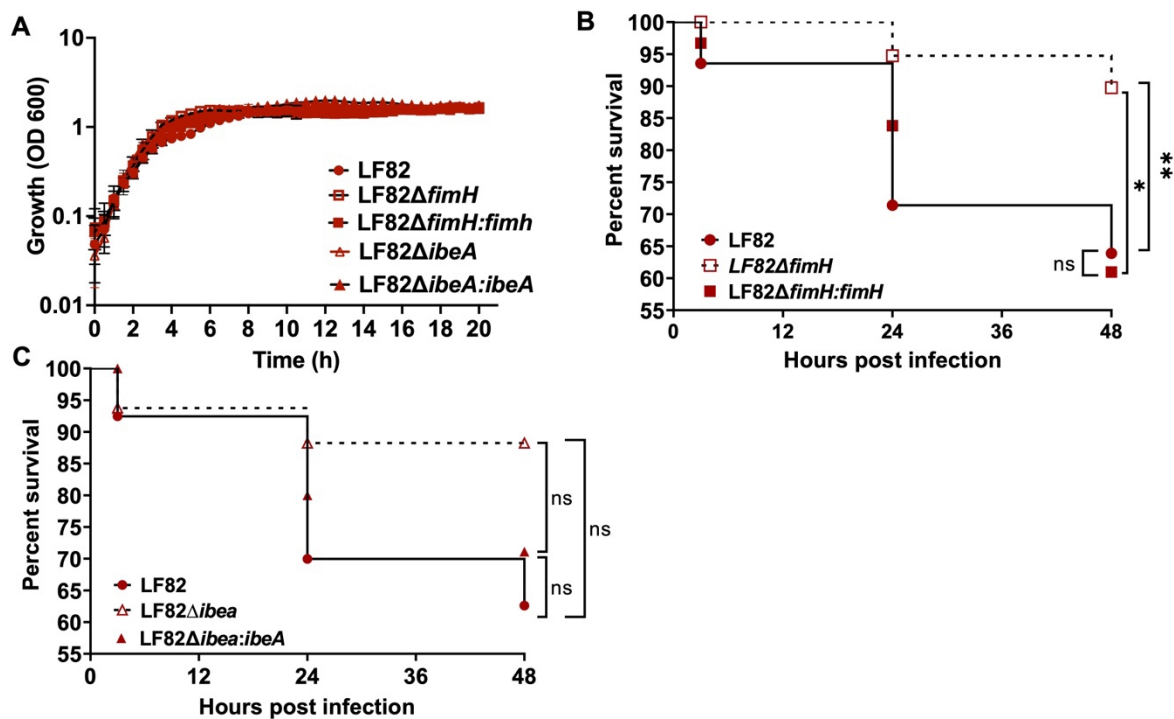 A
Growth (OD 600)
10
1
0.1
0.01
0 2 4 6 8 10 12 14 16 18 20
Time (h)
LF82
LF82ΔfimH
LF82ΔfimH:fimh
LF82ΔibeA
LF82ΔibeA:ibeA
B
Percent survival
100
95
90
85
80
75
70
65
60
55
0 12 24 36 48
Hours post infection
LF82
LF82ΔfimH
LF82ΔfimH:fimH
ns
*
**
C
Percent survival
100
95
90
85
80
75
70
65
60
55
0 12 24 36 48
Hours post infection
LF82
LF82Δibea
LF82Δibea:ibeA
ns
ns
ns